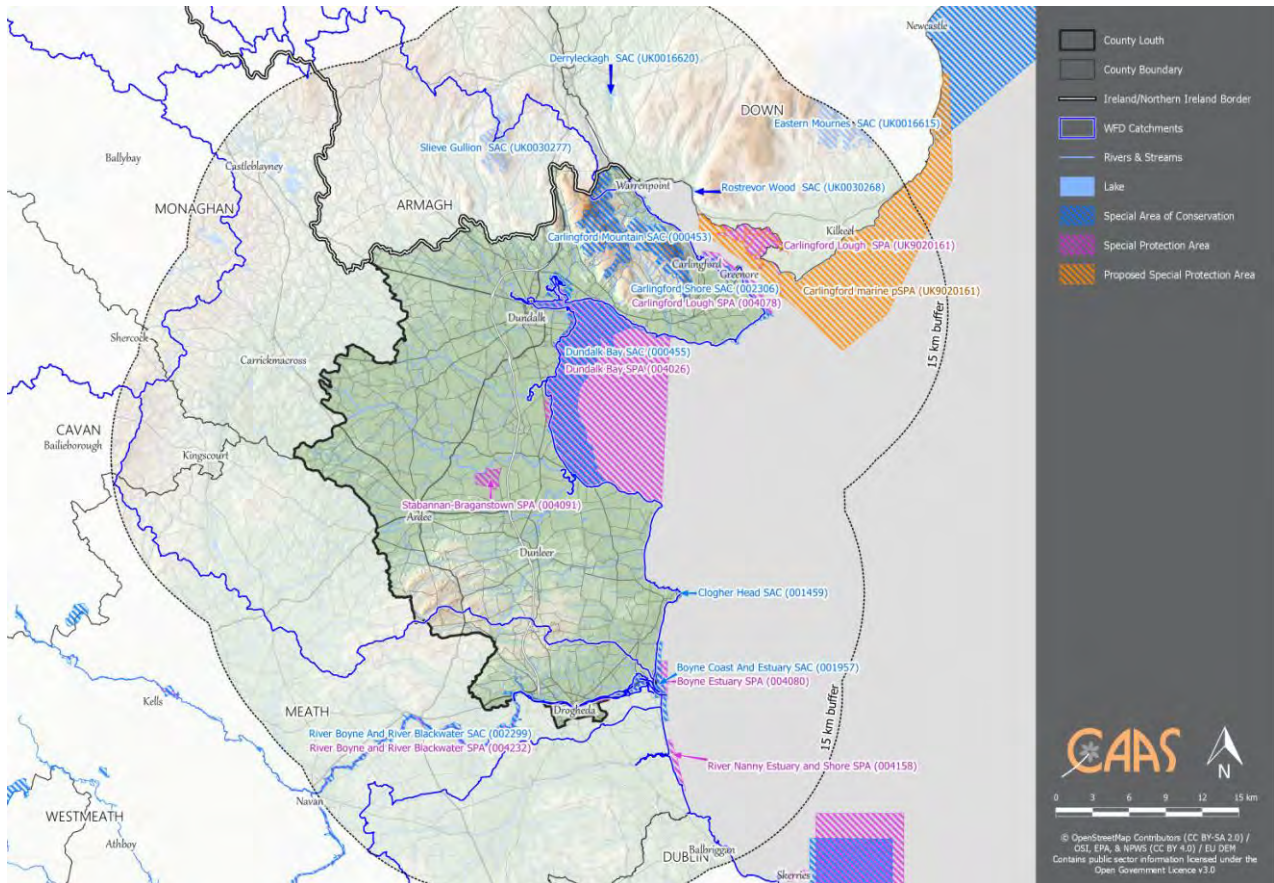 Newcastle
Derryleckagh SAC (UK0016620)
DOWN
Eastern Mournes SAC (UK0016615)
Ballybay
Castleblayney
Slieve Gullion SAC (UK0030277)
MONAGHAN
ARMAGH
Warrenpoint
Rostrevor Wood SAC (UK0030268)
Kilkeel
Carlingford Mountain SAC (000453)
Carlingford Lough SPA (UK9020161)
Carlingford
Greenore
Carlingford Shore SAC (002306)
Carlingford Lough SPA (004078)
Carlingford marine pSPA (UK9020161)
Dundalk
Shercock
Carrickmacross
Dundalk Bay SAC (000455)
Dundalk Bay SPA (004026)
15 km buffer
CAVAN
Bailieborough
Kingscourt
Stabannan-Braganstown SPA (004091)
Ardee
Dunleer
Clogher Head SAC (001459)
Boyne Coast And Estuary SAC (001957)
Boyne Estuary SPA (004080)
Kells
MEATH
Drogheda
River Boyne And River Blackwater SAC (002299)
River Boyne and River Blackwater SPA (004232)
15 km buffer
River Nanny Estuary and Shore SPA (004158)
Navan
WESTMEATH
Athboy
DUBLIN
Balbriggan
Skerries
County Louth
County Boundary
Ireland/Northern Ireland Border
WFD Catchments
Rivers & Streams
Lake
Special Area of Conservation
Special Protection Area
Proposed Special Protection Area
CAAS
N
0 3 6 9 12 15 km
© OpenStreetMap Contributors (CC BY-SA 2.0) /
OSI, EPA, & NPWS (CC BY 4.0) / EU DEM
Contains public sector information licensed under the
Open Government Licence v3.0